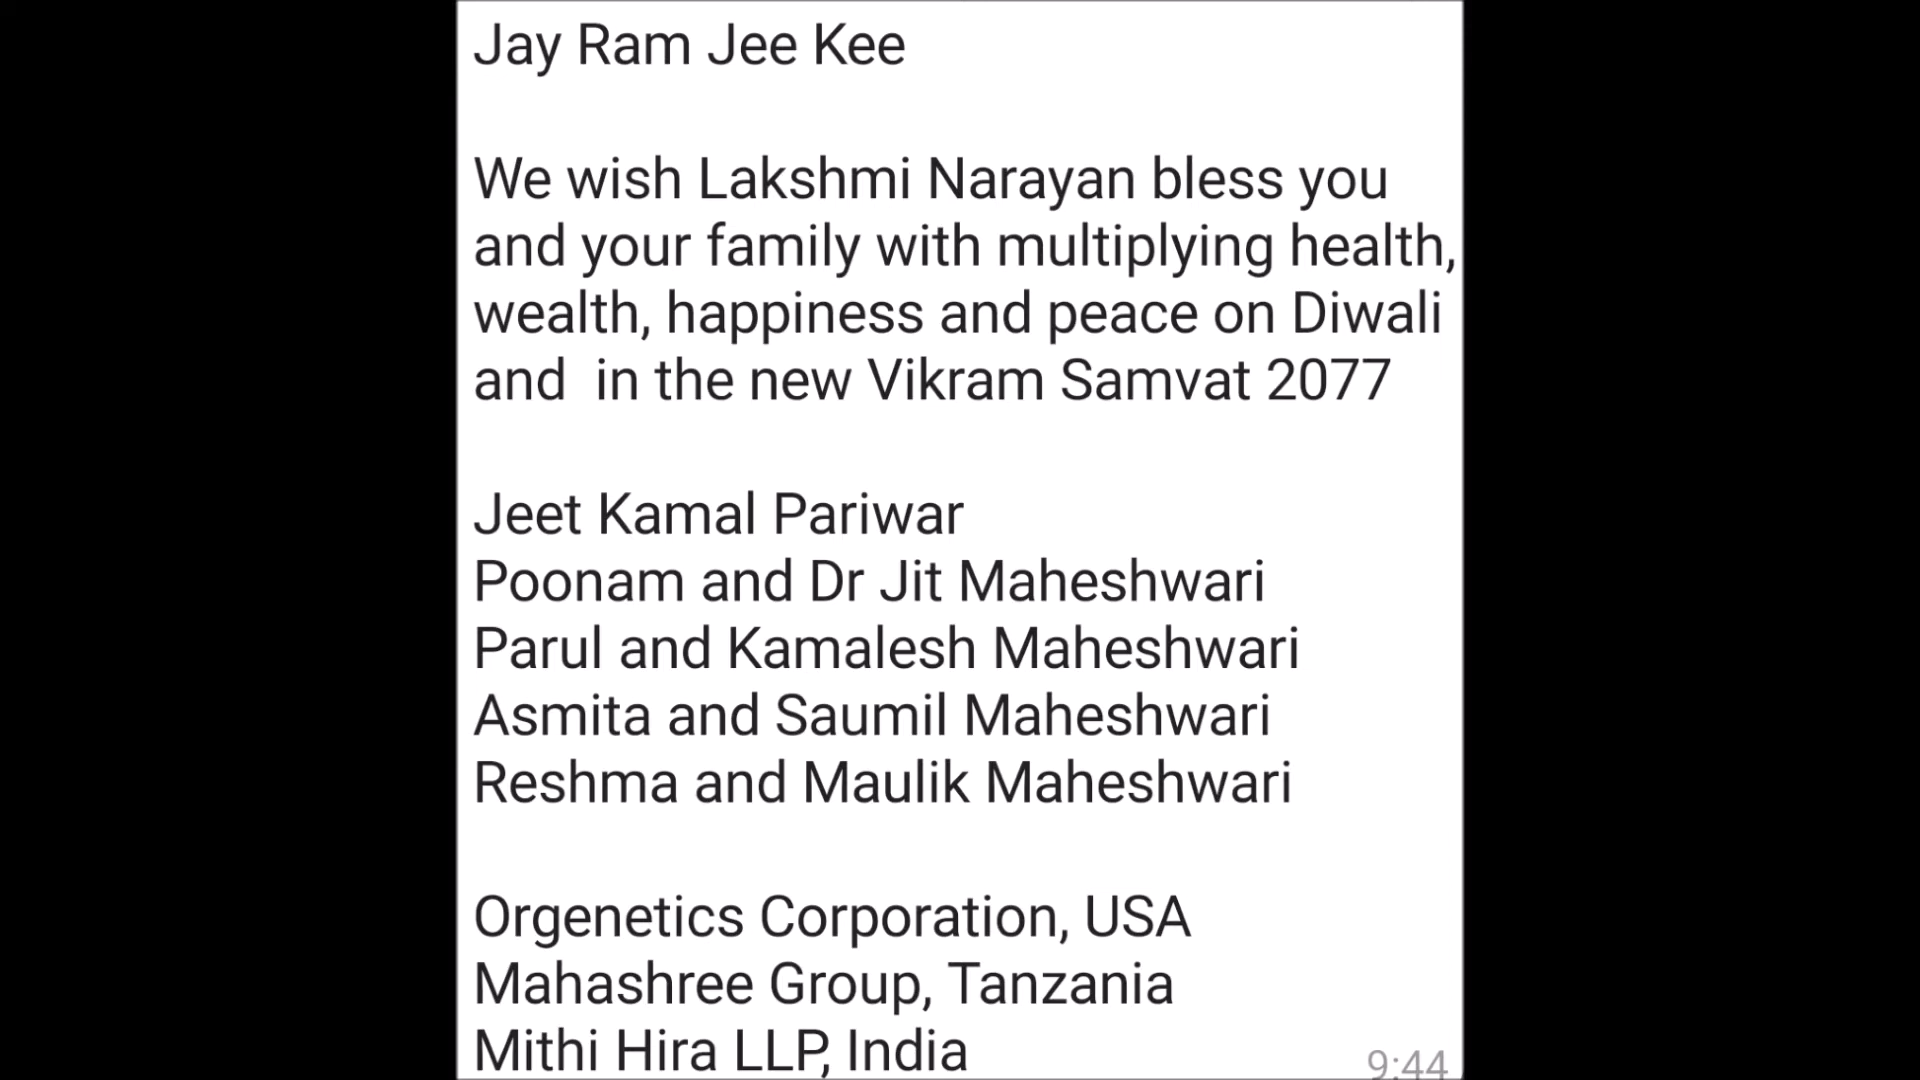 Jay Ram Jee Kee
We wish Lakshmi Narayan bless you
and your family with multiplying health,
wealth, happiness and peace on Diwali
and  in the new Vikram Samvat 2077
Jeet Kamal Pariwar
Poonam and Dr Jit Maheshwari
Parul and Kamalesh Maheshwari
Asmita and Saumil Maheshwari
Reshma and Maulik Maheshwari
Orgenetics Corporation, USA
Mahashree Group, Tanzania
Mithi Hira LLP, India
9:44